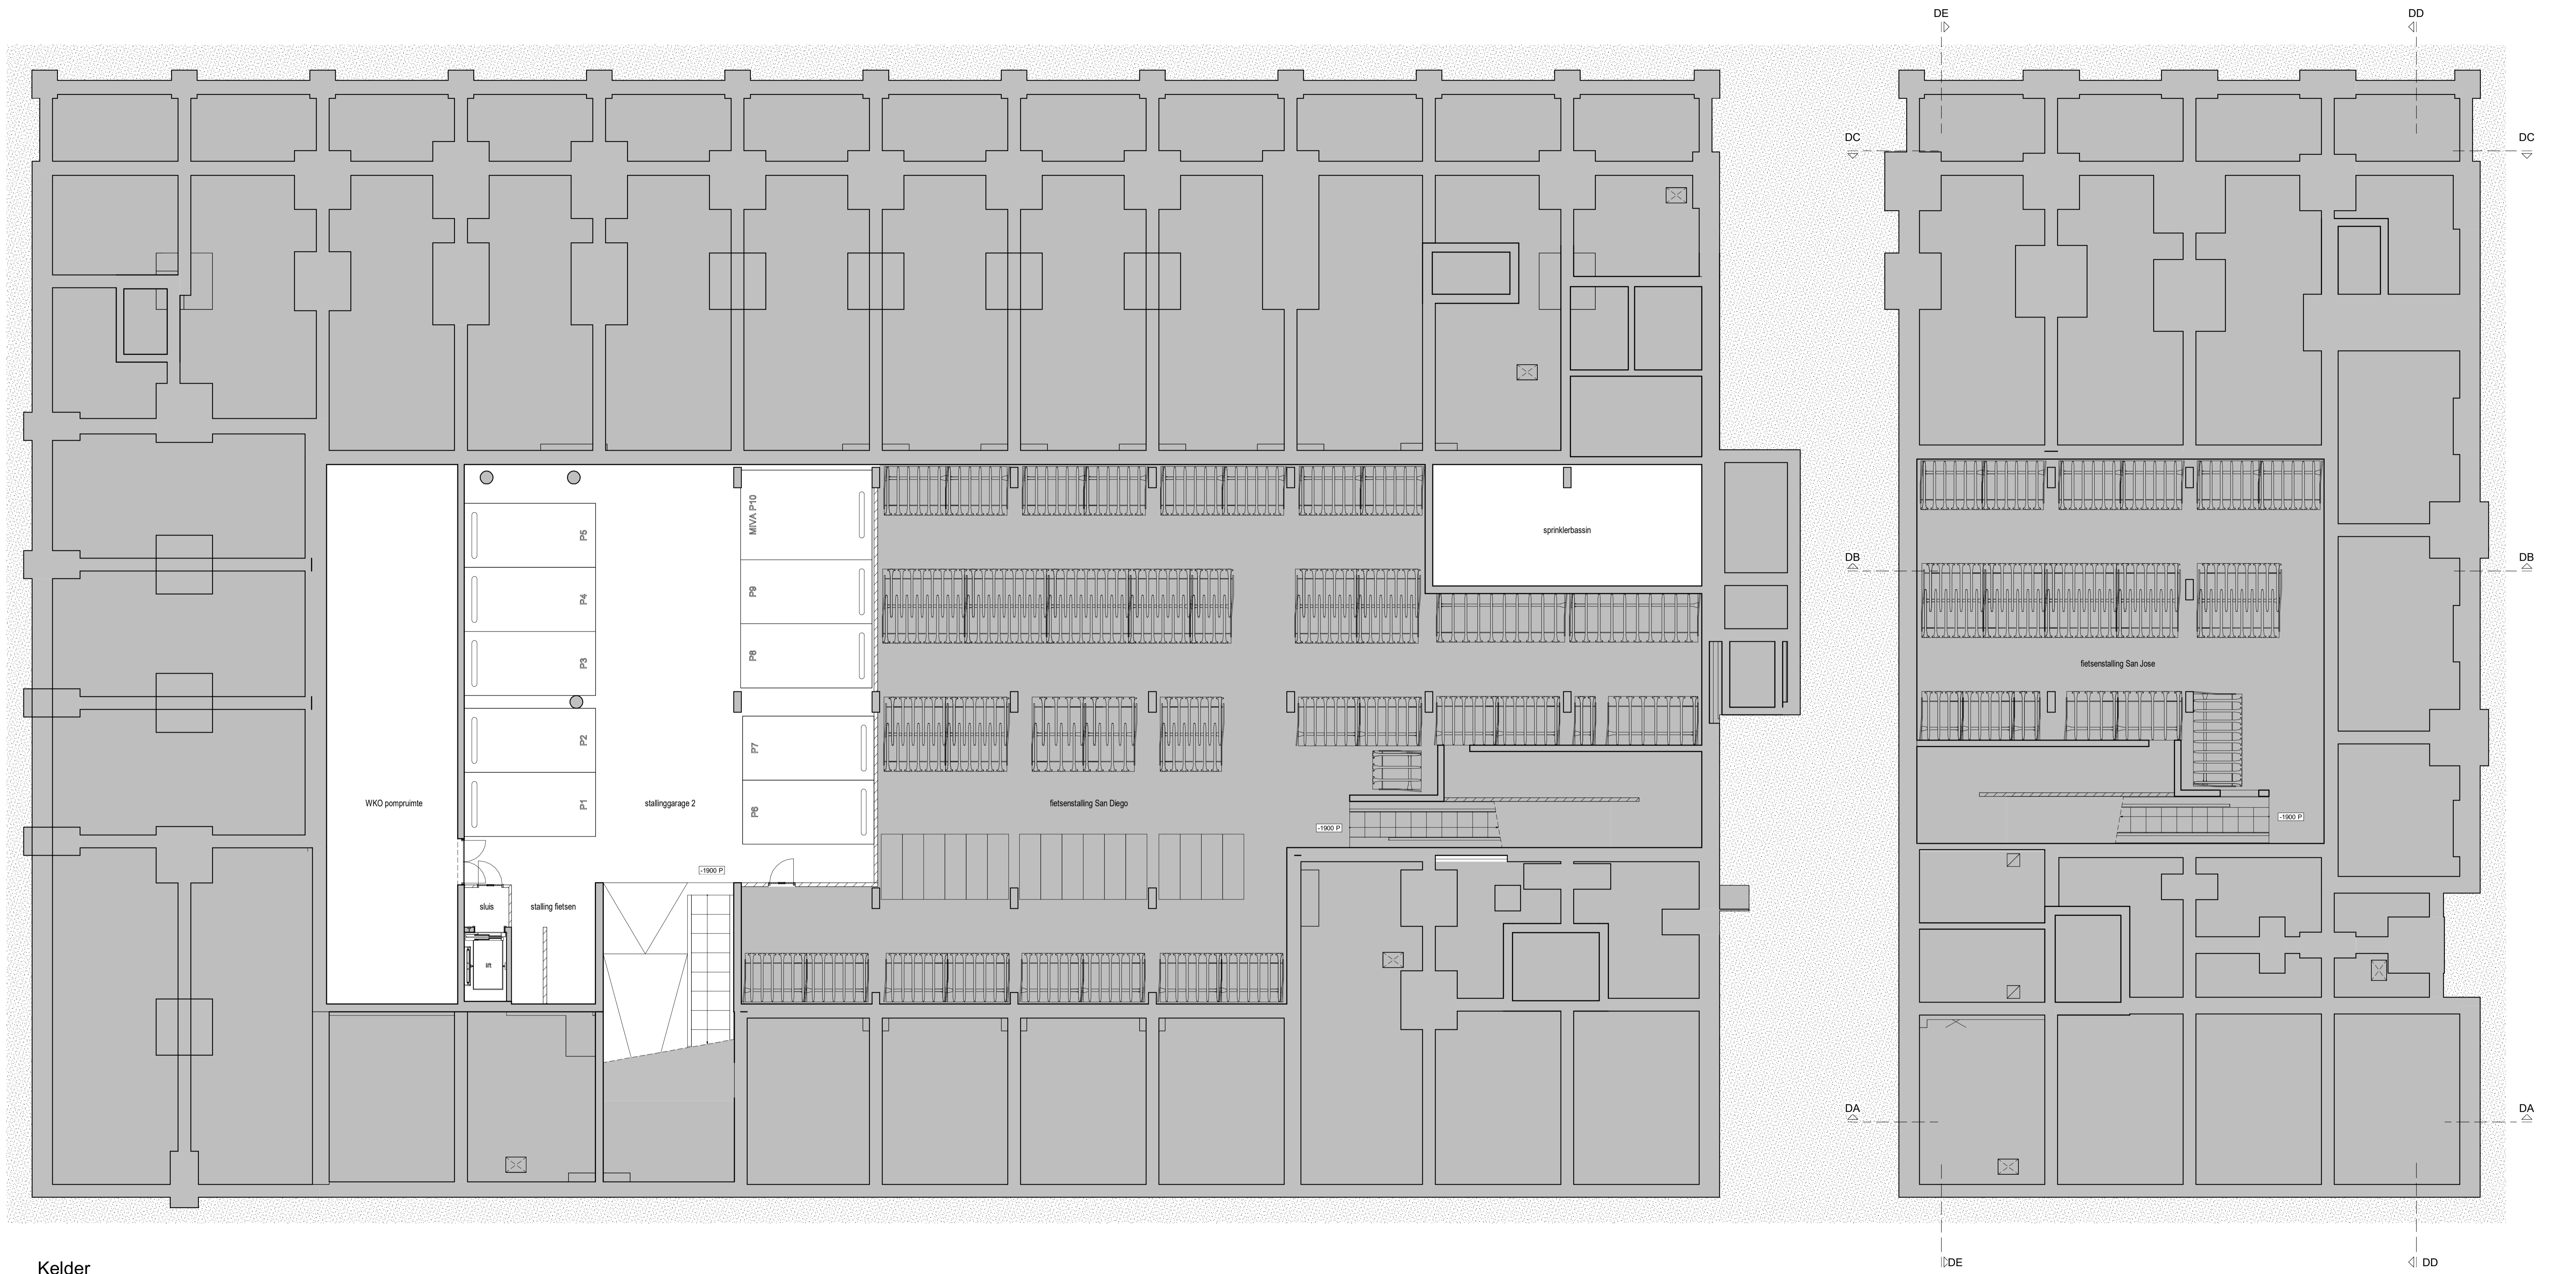 DE
DD
DC
DC
MIVA P10
P5
sprinklerbassin
DB
DB
P9
P4
P8
P3
fietsenstalling San Jose
P7
P2
WKO pompruimte
P1
stallinggarage 2
P6
fietsenstalling San Diego
-1900 P
-1900 P
-1900 P
sluis
stalling fietsen
lift
DA
DA
DE
DD
Kelder